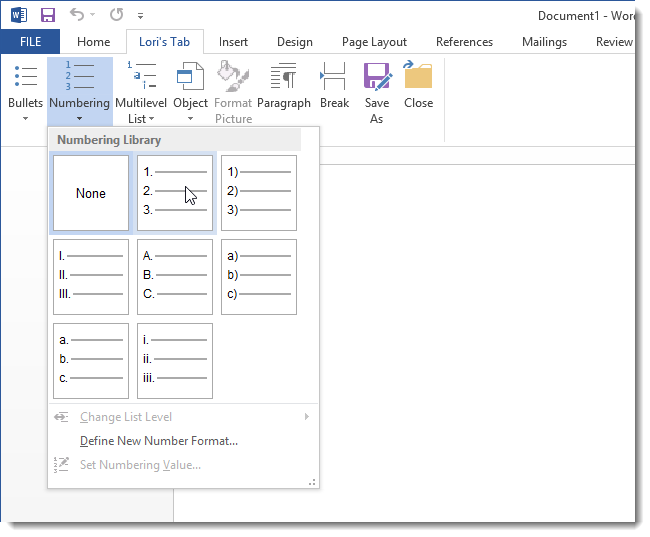 Document1 - Word
FILE Home Lori's Tab Insert Design Page Layout References Mailings Review
Bullets Numbering Multilevel List Object Format Picture Paragraph Break Save As Close
Numbering Library
None
1.
2.
3.
1)
2)
3)
I.
II.
III.
A.
B.
C.
a)
b)
c)
a.
b.
c.
i.
ii.
iii.
Change List Level
Define New Number Format...
Set Numbering Value...